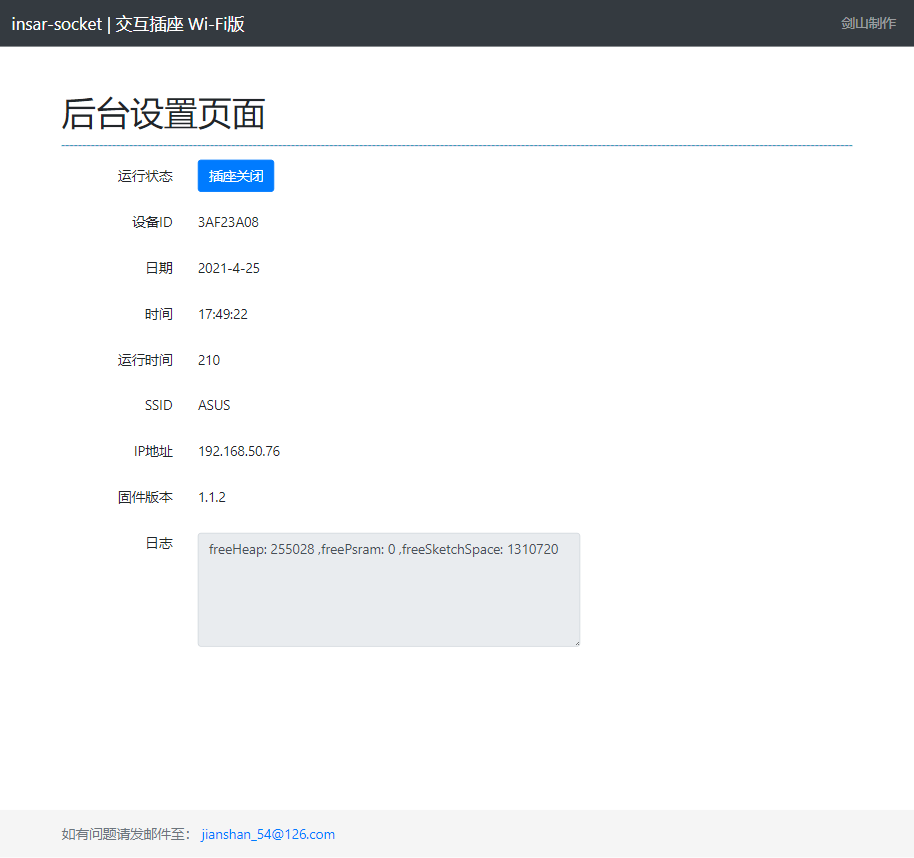 insar-socket | 交互插座 Wi-Fi版 剑山制作
后台设置页面
运行状态 插座关闭
设备ID 3AF23A08
日期 2021-4-25
时间 17:49:22
运行时间 210
SSID ASUS
IP地址 192.168.50.76
固件版本 1.1.2
日志 freeHeap: 255028 ,freePsram: 0 ,freeSketchSpace: 1310720
如有问题请发邮件至： jianshan_54@126.com